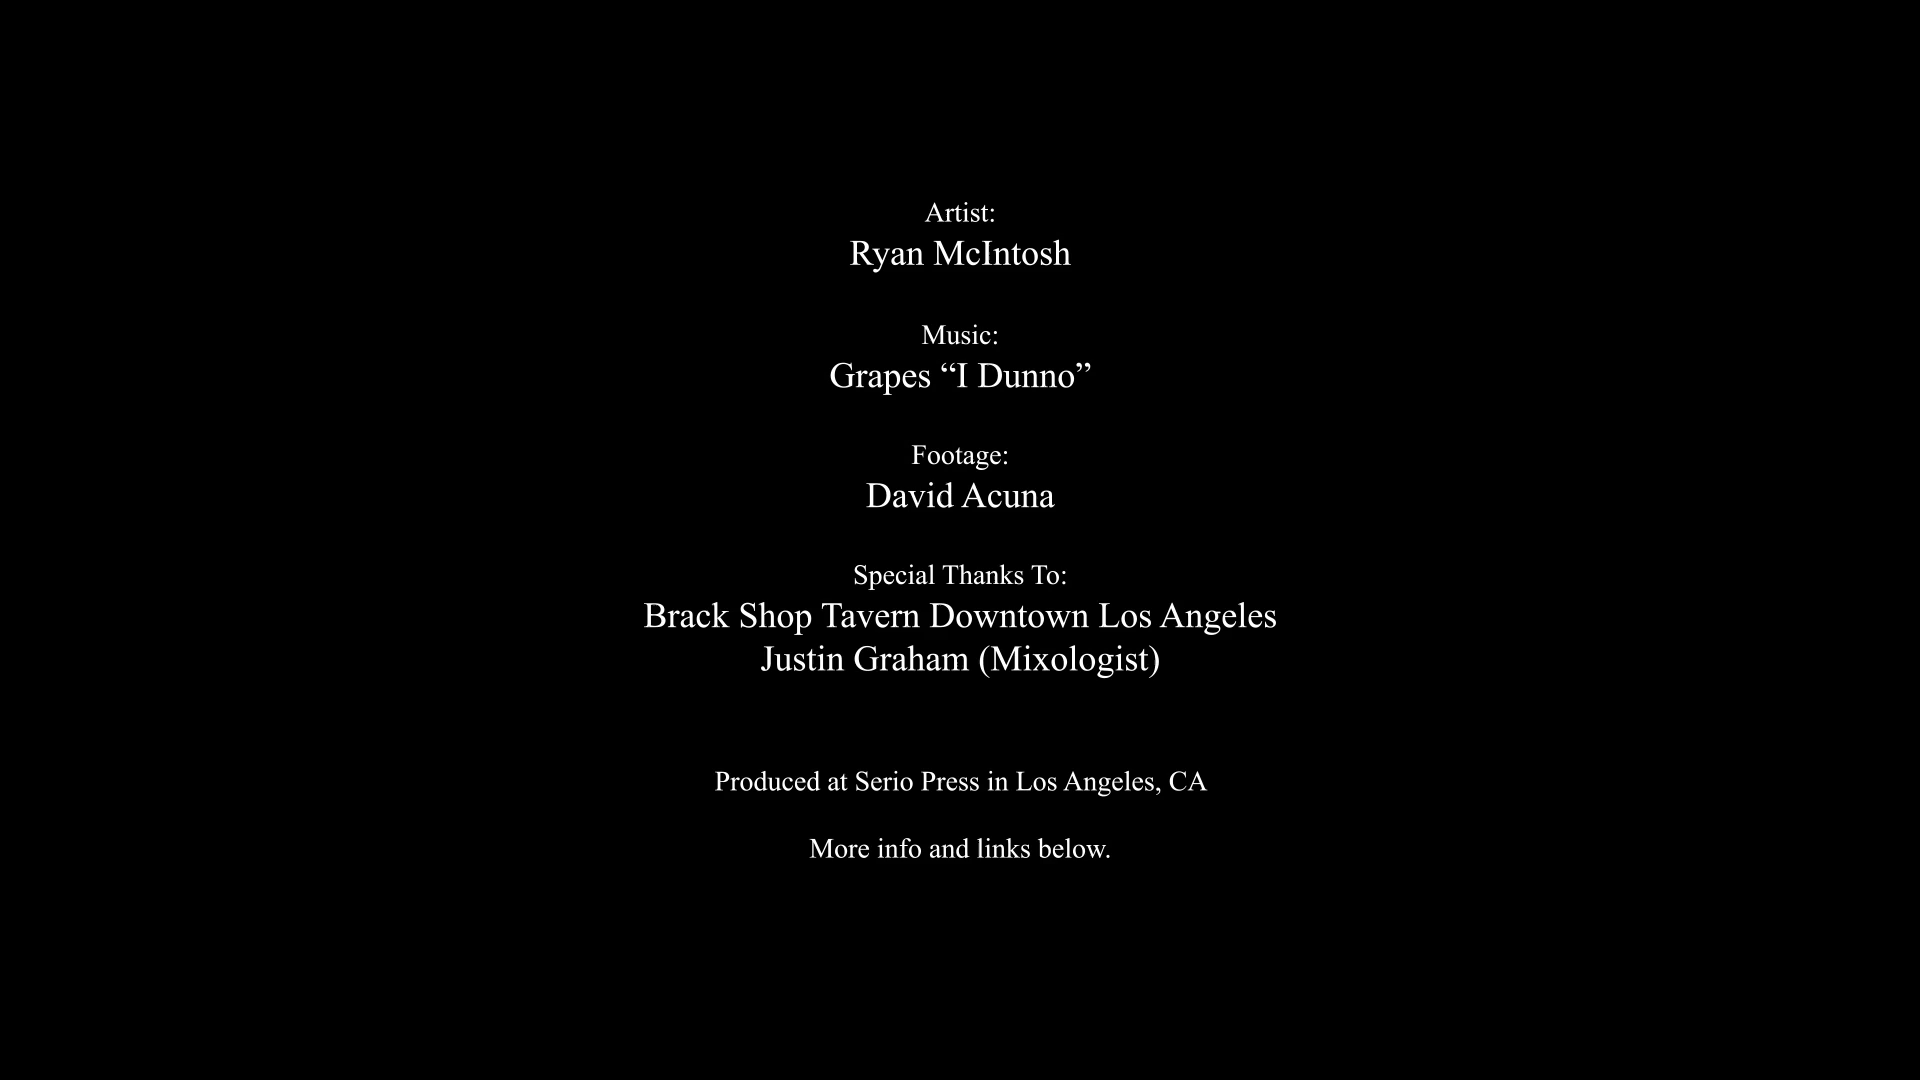 Artist:
Ryan McIntosh
Music:
Grapes “I Dunno”
Footage:
David Acuna
Special Thanks To:
Brack Shop Tavern Downtown Los Angeles
Justin Graham (Mixologist)
Produced at Serio Press in Los Angeles, CA
More info and links below.